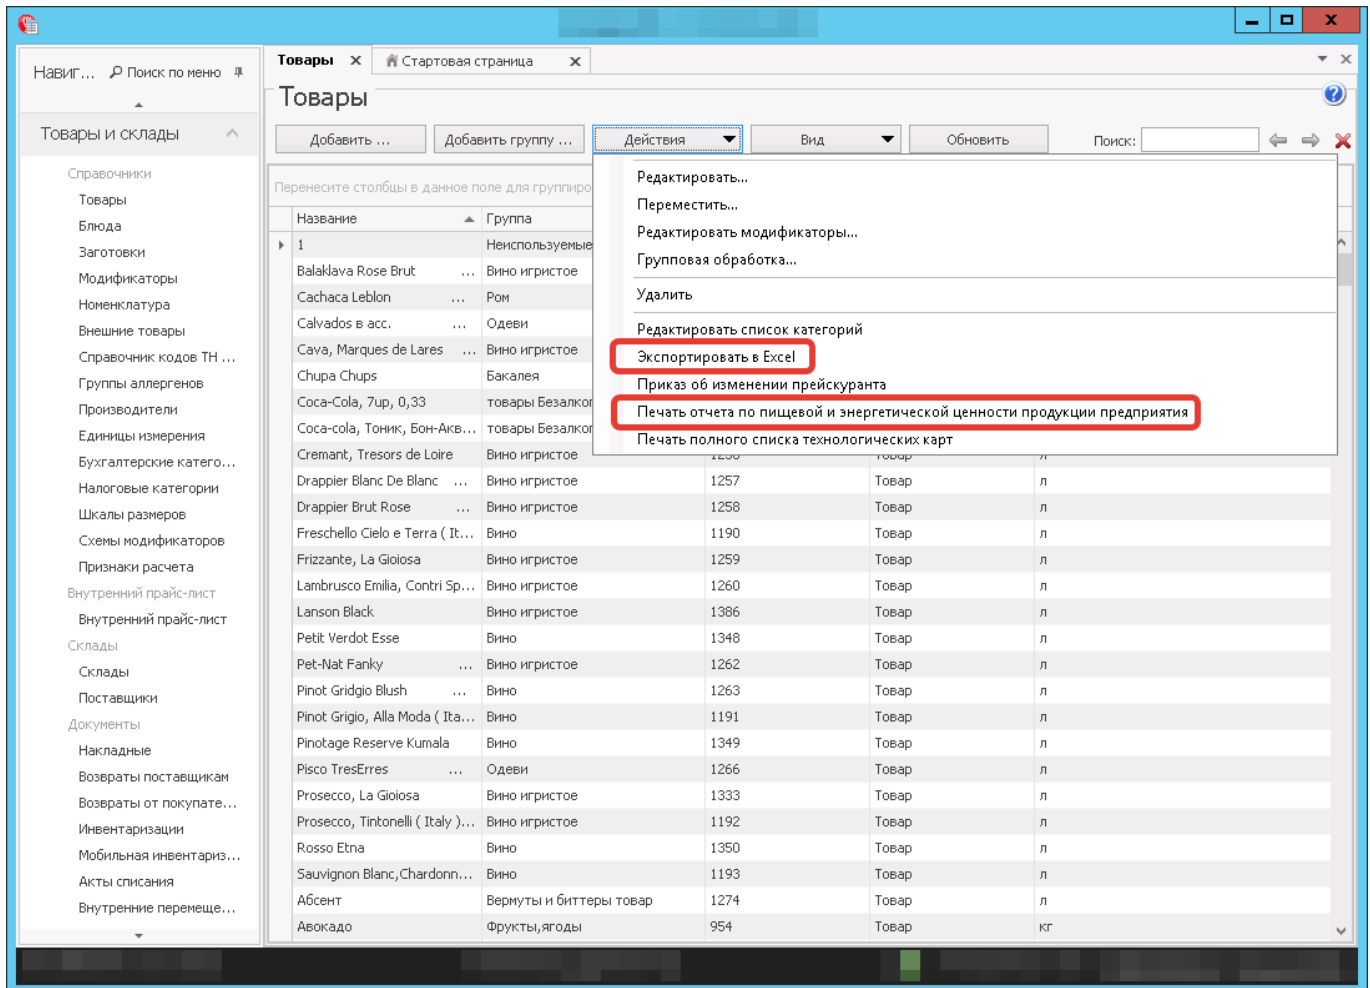 Товары
Стартовая страница
Навиг...
Поиск по меню
Товары
Товары и склады
Добавить ...
Добавить группу ...
Действия
Вид
Обновить
Поиск:
Справочники
Товары
Блюда
Заготовки
Модификаторы
Номенклатура
Внешние товары
Справочник кодов ТН ...
Группы аллергенов
Производители
Единицы измерения
Бухгалтерские катего...
Налоговые категории
Шкалы размеров
Схемы модификаторов
Признаки расчета
Внутренний прайс-лист
Внутренний прайс-лист
Склады
Склады
Поставщики
Документы
Накладные
Возвраты поставщикам
Возвраты от покупате...
Инвентаризации
Мобильная инвентариз...
Акты списания
Внутренние перемеще...
Редактировать...
Переместить...
Редактировать модификаторы...
Групповая обработка...
Удалить
Редактировать список категорий
Экспортировать в Excel
Приказ об изменении прейскуранта
Печать отчета по пищевой и энергетической ценности продукции предприятия
Печать полного списка технологических карт
Перенесите столбцы в данное поле для группиро
Название Группа
1 Неиспользуемые
Balaklava Rose Brut ... Вино игристое
Cachaca Leblon ... Ром
Calvados в асс. ... Одеви
Cava, Marques de Lares ... Вино игристое
Chupa Chups Бакалея
Coca-Cola, 7up, 0,33 товары Безалког
Coca-cola, Тоник, Бон-Акв... товары Безалког
Cremant, Tresors de Loire Вино игристое 1256 Товар л
Drappier Blanc De Blanc ... Вино игристое 1257 Товар л
Drappier Brut Rose ... Вино игристое 1258 Товар л
Freschello Cielo e Terra ( It... Вино 1190 Товар л
Frizzante, La Gioiosa Вино игристое 1259 Товар л
Lambrusco Emilia, Contri Sp... Вино игристое 1260 Товар л
Lanson Black Вино игристое 1386 Товар л
Petit Verdot Esse Вино 1348 Товар л
Pet-Nat Fanky ... Вино игристое 1262 Товар л
Pinot Gridgio Blush ... Вино 1263 Товар л
Pinot Grigio, Alla Moda ( Ita... Вино 1191 Товар л
Pinotage Reserve Kumala Вино 1349 Товар л
Pisco TresErres ... Одеви 1266 Товар л
Prosecco, La Gioiosa Вино игристое 1333 Товар л
Prosecco, Tintonelli ( Italy )... Вино игристое 1192 Товар л
Rosso Etna Вино 1350 Товар л
Sauvignon Blanc,Chardonn... Вино 1193 Товар л
Абсент Вермуты и биттеры товар 1274 Товар л
Авокадо Фрукты,ягоды 954 Товар кг